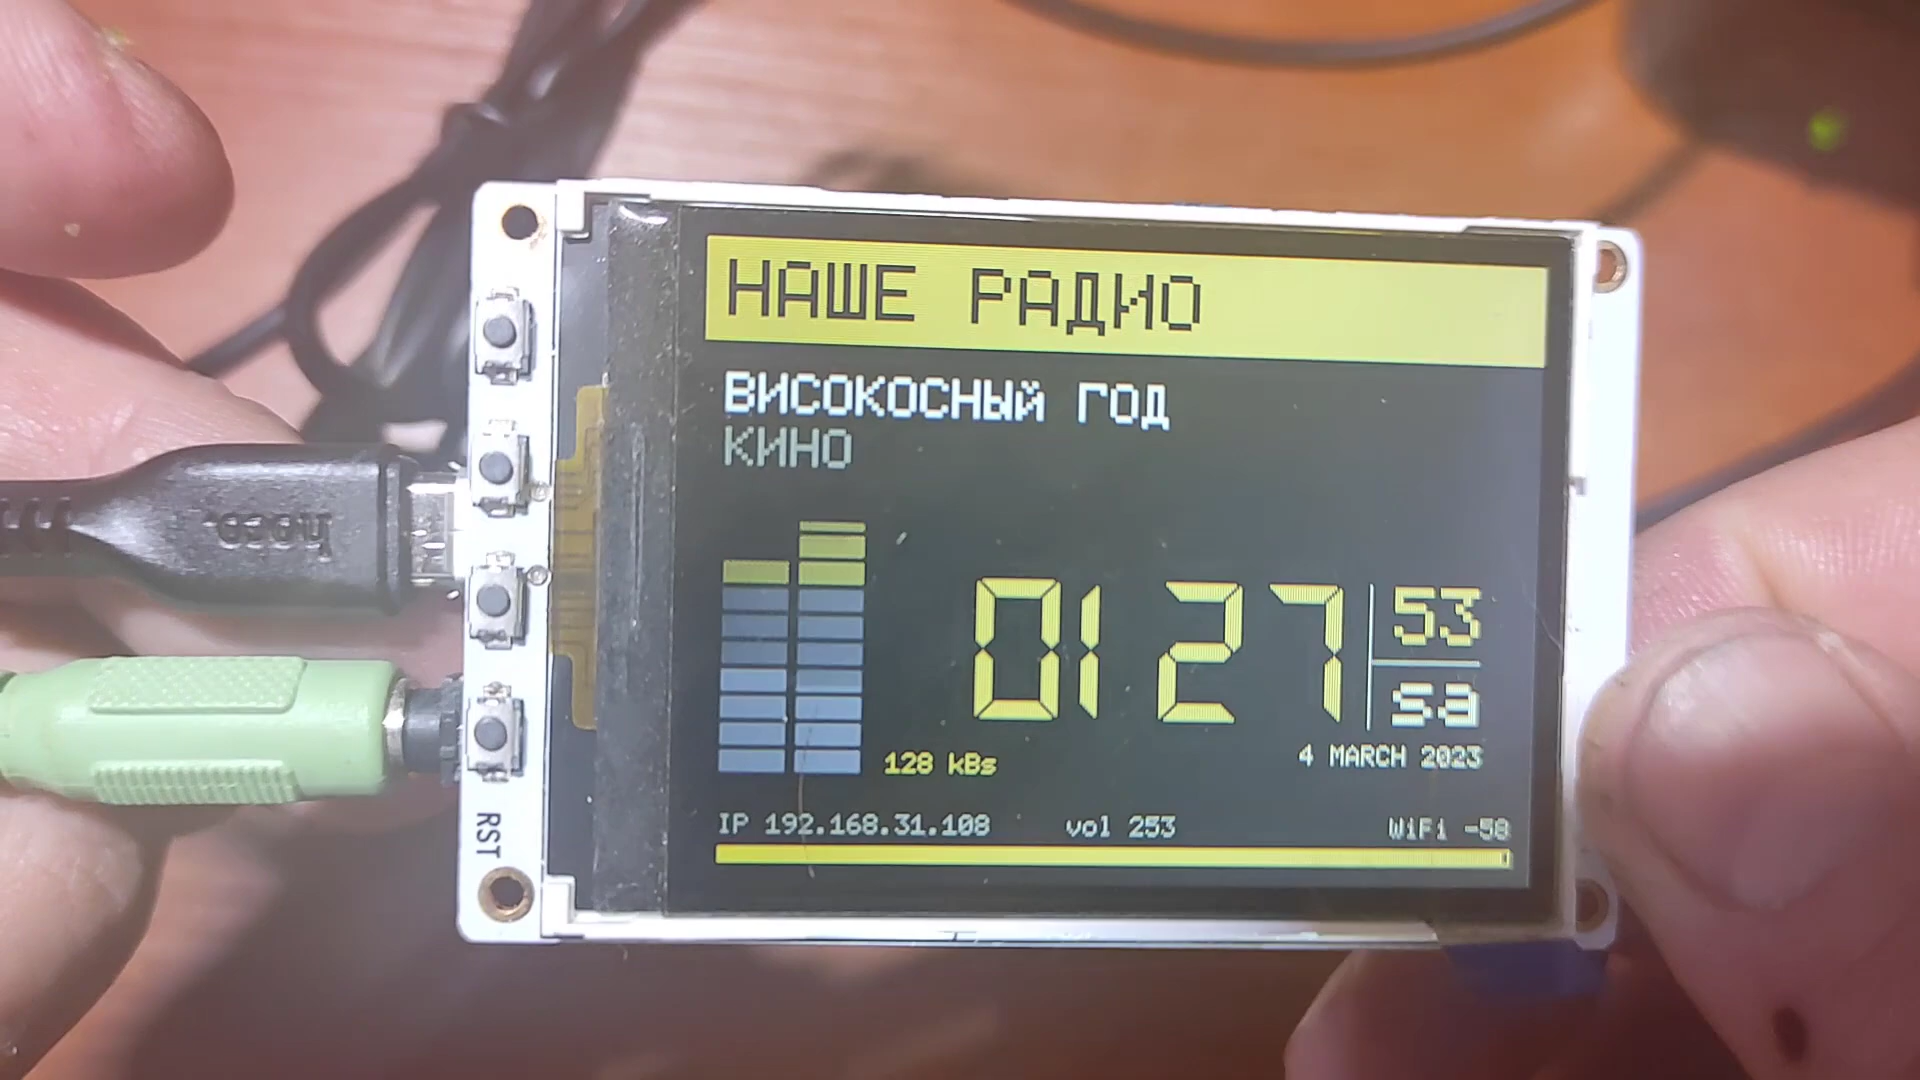 НАШЕ РАДИО
ВИСОКОСНЫЙ ГОД
КИНО
01 27 53
sa
128 kBs
4 MARCH 2023
IP 192.168.31.108 vol 253 WiFi -58
RST
hoco.